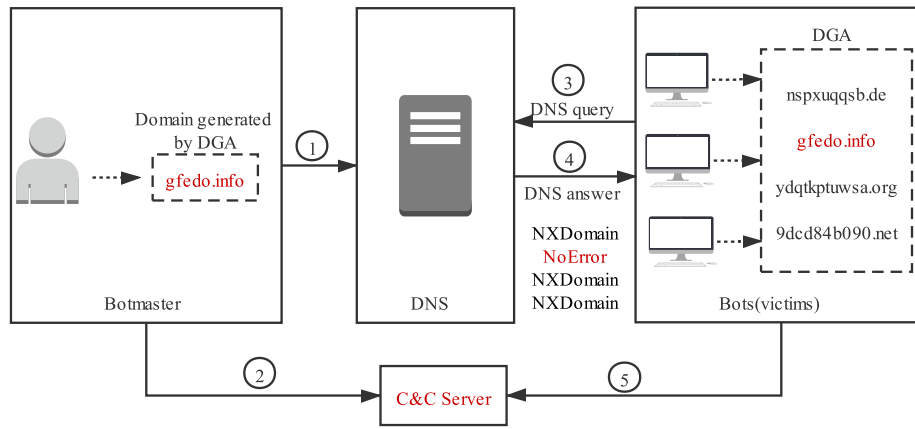 Domain generated
by DGA
gfedo.info
Botmaster
1
DNS
3
DNS query
4
DNS answer
NXDomain
NoError
NXDomain
NXDomain
DGA
nspxuqqsb.de
gfedo.info
ydqtkptuwsa.org
9dcd84b090.net
Bots(victims)
2
C&C Server
5